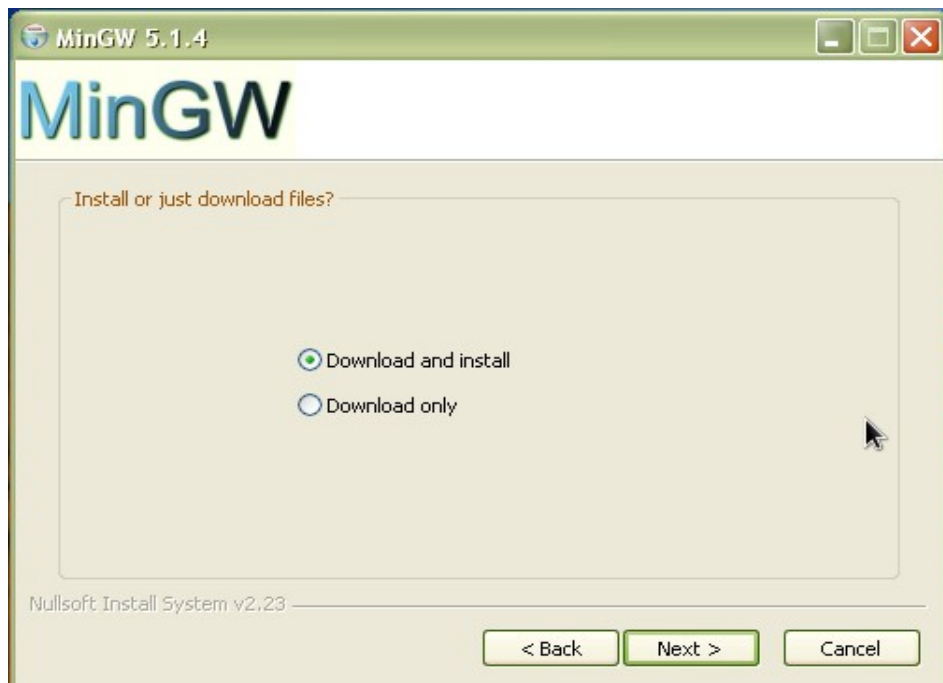 MinGW 5.1.4
MinGW
Install or just download files?
Download and install
Download only
Nullsoft Install System v2.23
< Back Next > Cancel